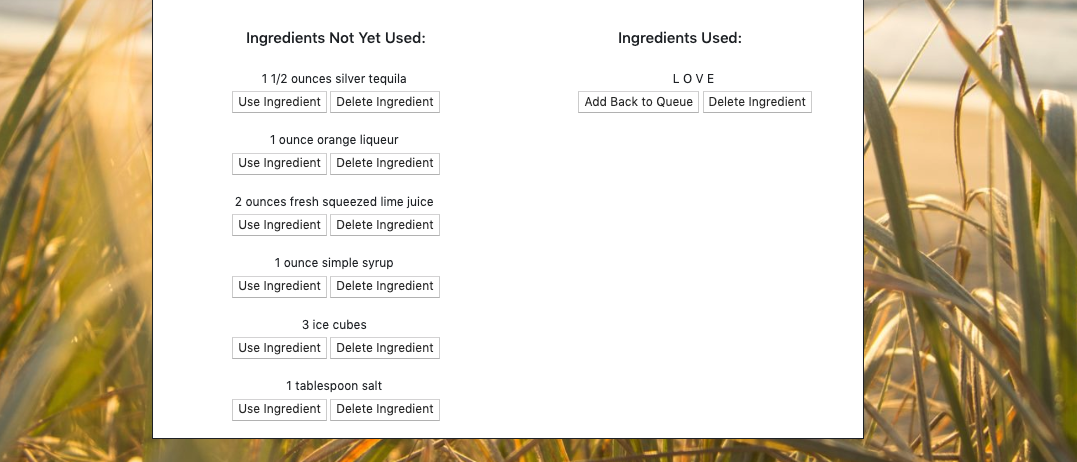 Ingredients Not Yet Used:
1 1/2 ounces silver tequila
Use Ingredient Delete Ingredient
1 ounce orange liqueur
Use Ingredient Delete Ingredient
2 ounces fresh squeezed lime juice
Use Ingredient Delete Ingredient
1 ounce simple syrup
Use Ingredient Delete Ingredient
3 ice cubes
Use Ingredient Delete Ingredient
1 tablespoon salt
Use Ingredient Delete Ingredient
Ingredients Used:
L O V E
Add Back to Queue Delete Ingredient